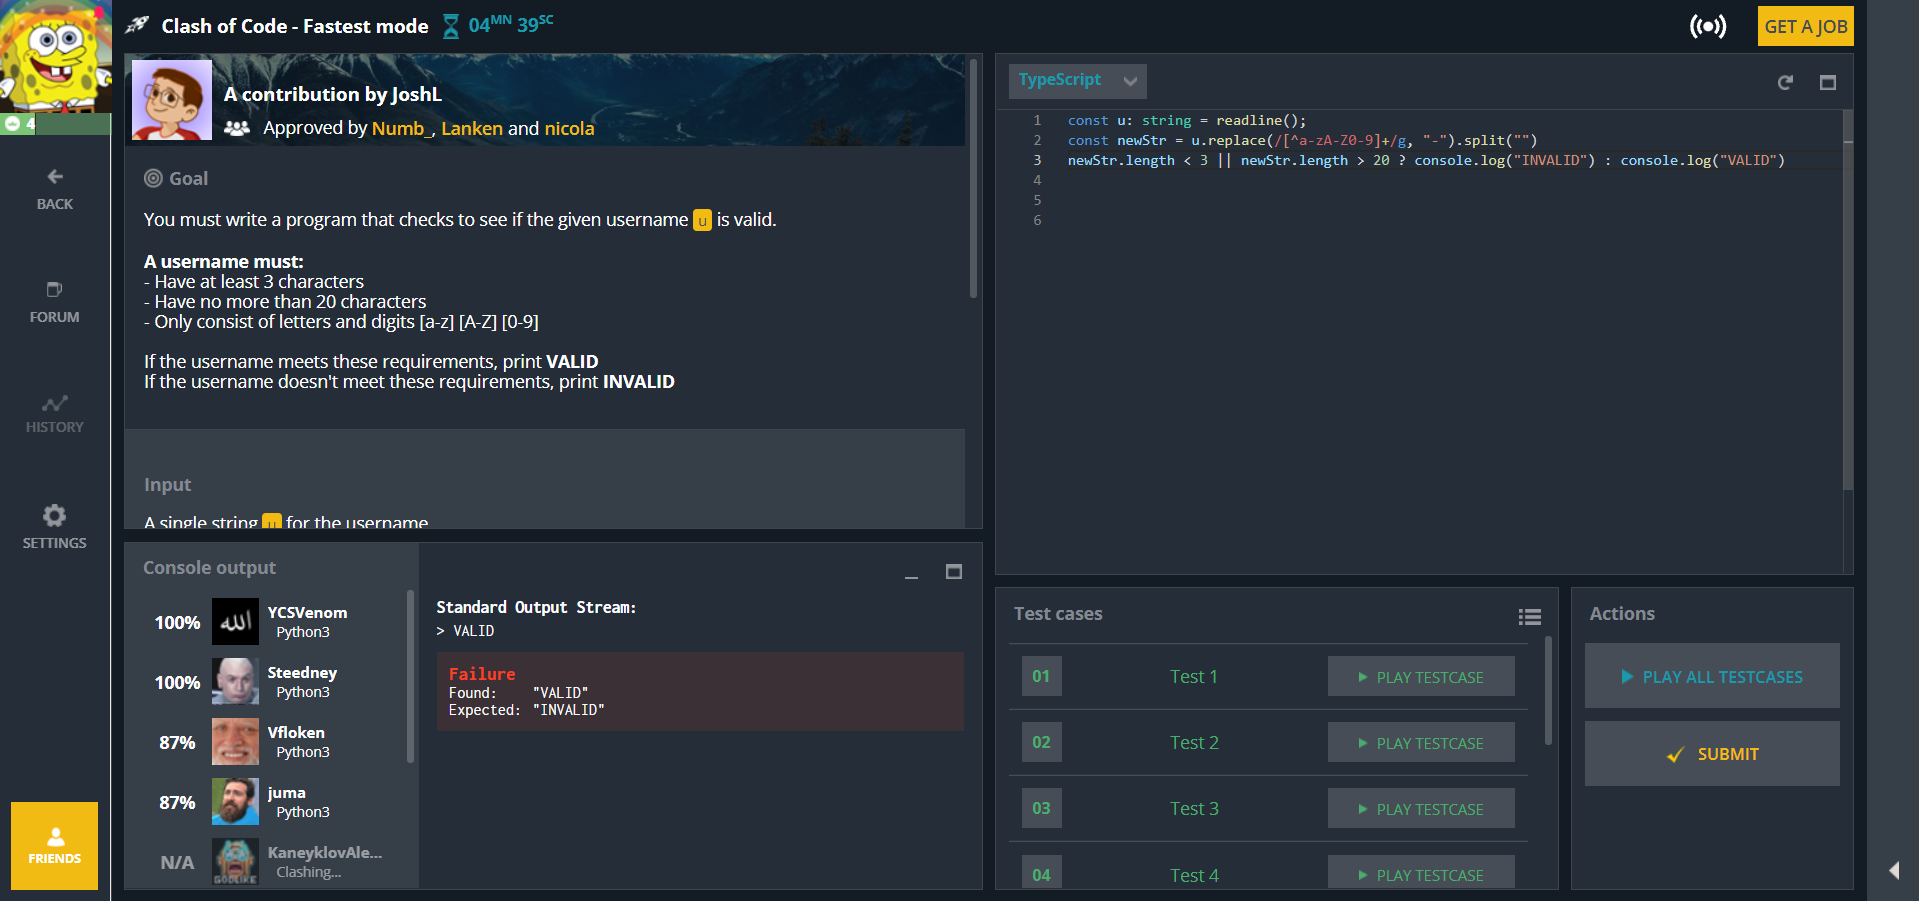 Clash of Code - Fastest mode 04MN 39SC
GET A JOB
4
BACK
FORUM
HISTORY
SETTINGS
FRIENDS
A contribution by JoshL
Approved by Numb_, Lanken and nicola
Goal
You must write a program that checks to see if the given username u is valid.
A username must:
- Have at least 3 characters
- Have no more than 20 characters
- Only consist of letters and digits [a-z] [A-Z] [0-9]
If the username meets these requirements, print VALID
If the username doesn't meet these requirements, print INVALID
Input
A single string u for the username
TypeScript
1 const u: string = readline();
2 const newStr = u.replace(/[^a-zA-Z0-9]+/g, "-").split("")
3 newStr.length < 3 || newStr.length > 20 ? console.log("INVALID") : console.log("VALID")
4
5
6
Console output
100% YCSVenom
Python3
100% Steedney
Python3
87% Vfloken
Python3
87% juma
Python3
N/A KaneyklovAle...
Clashing...
الله
GODLIKE
Standard Output Stream:
> VALID
Failure
Found: "VALID"
Expected: "INVALID"
Test cases
01 Test 1 PLAY TESTCASE
02 Test 2 PLAY TESTCASE
03 Test 3 PLAY TESTCASE
04 Test 4 PLAY TESTCASE
Actions
PLAY ALL TESTCASES
SUBMIT